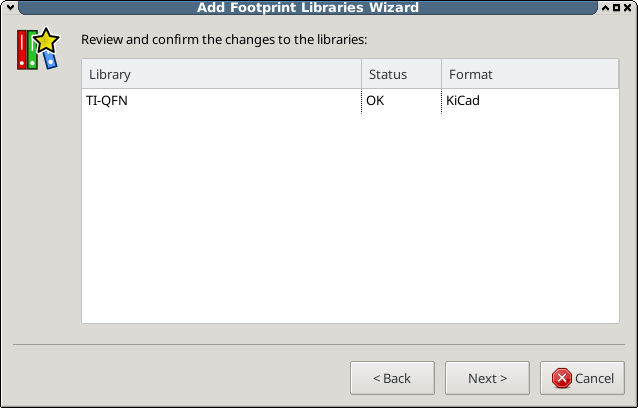 Add Footprint Libraries Wizard
Review and confirm the changes to the libraries:
Library Status Format
TI-QFN OK KiCad
< Back Next > Cancel